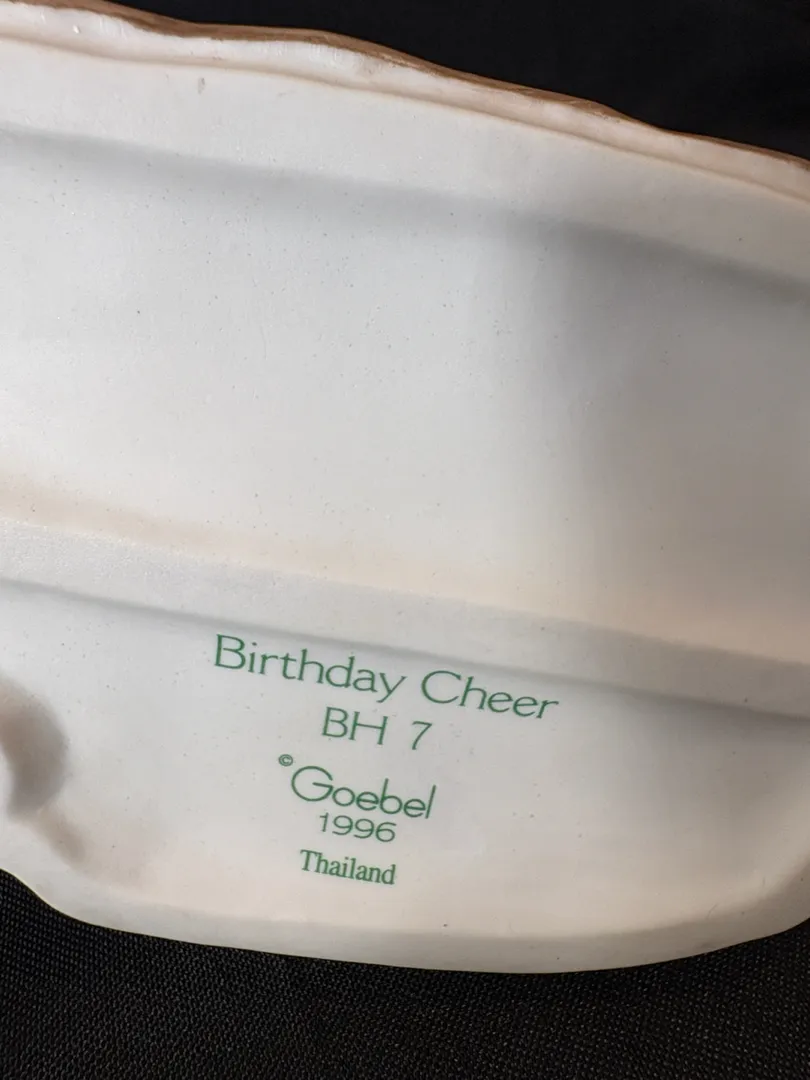 Birthday Cheer
BH 7
© Goebel
1996
Thailand